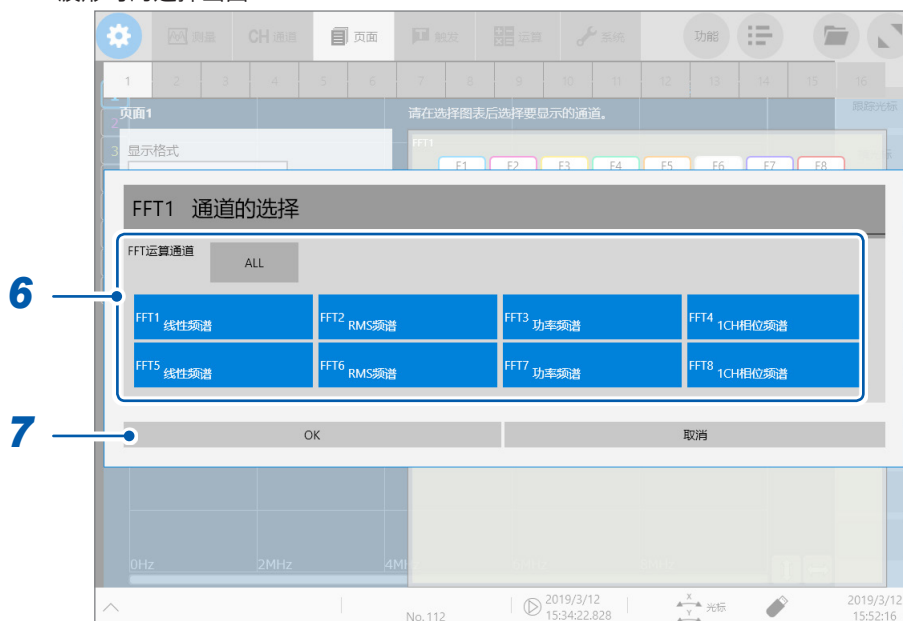 测量 CH 通道 页面 触发 运算 系统 功能
1 2 3 4 5 6 7 8 9 10 11 12 13 14 15 16
跟踪光标
页面1
请在选择图表后选择要显示的通道。
1
2
3
显示格式
FFT1
F1 F2 F3 F4 F5 F6 F7 F8
FFT1 通道的选择
FFT运算通道
ALL
6
FFT1 线性频谱
FFT2 RMS频谱
FFT3 功率频谱
FFT4 1CH相位频谱
FFT5 线性频谱
FFT6 RMS频谱
FFT7 功率频谱
FFT8 1CH相位频谱
7
OK
取消
0Hz 2MHz
No. 112
2019/3/12
15:34:22.828
X
Y
光标
2019/3/12
15:52:16